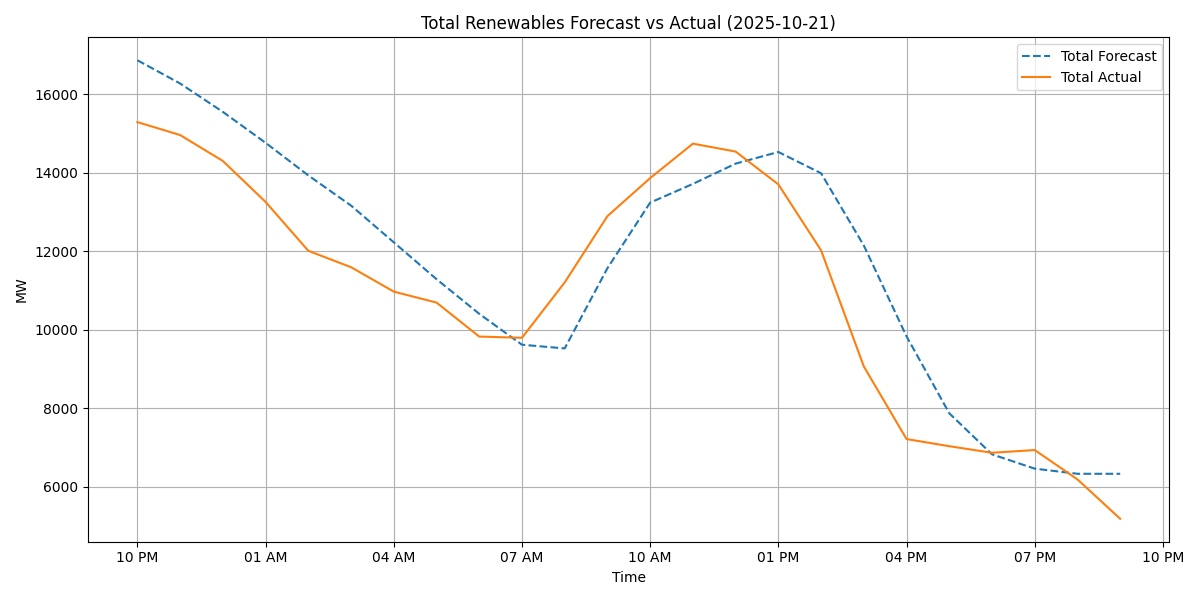 Total Renewables Forecast vs Actual (2025-10-21)
Total Forecast
Total Actual
16000
14000
12000
10000
8000
6000
MW
10 PM
01 AM
04 AM
07 AM
10 AM
01 PM
04 PM
07 PM
10 PM
Time